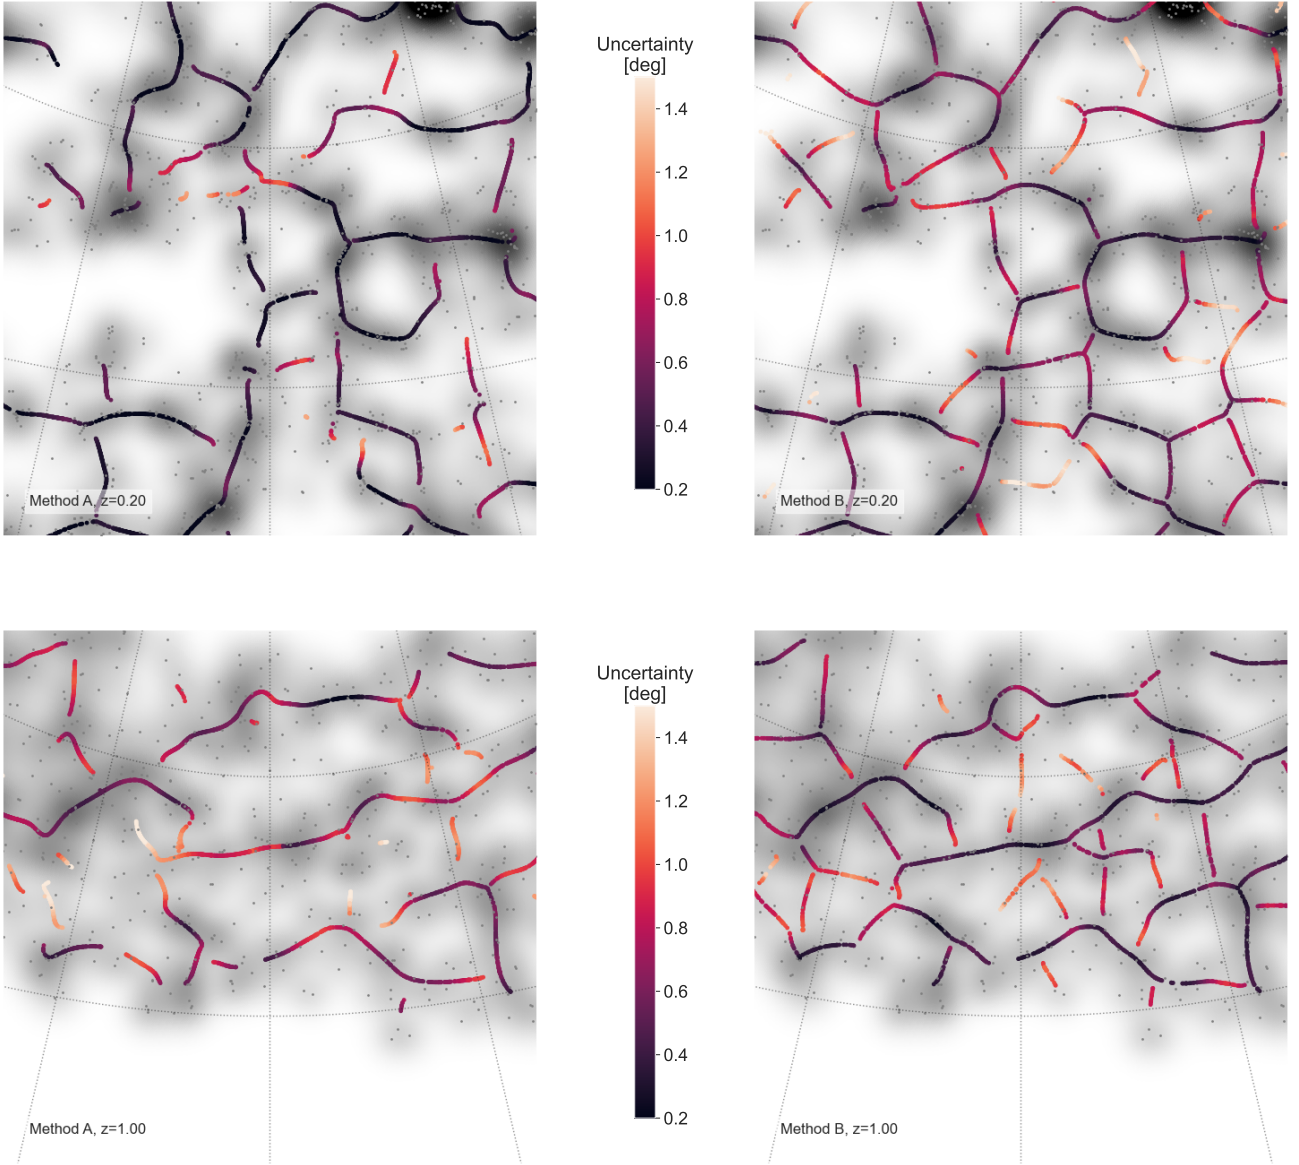 Uncertainty
[deg]
1.4
1.2
1.0
0.8
0.6
0.4
0.2
Method A, z=0.20
Method B, z=0.20
Uncertainty
[deg]
1.4
1.2
1.0
0.8
0.6
0.4
0.2
Method A, z=1.00
Method B, z=1.00